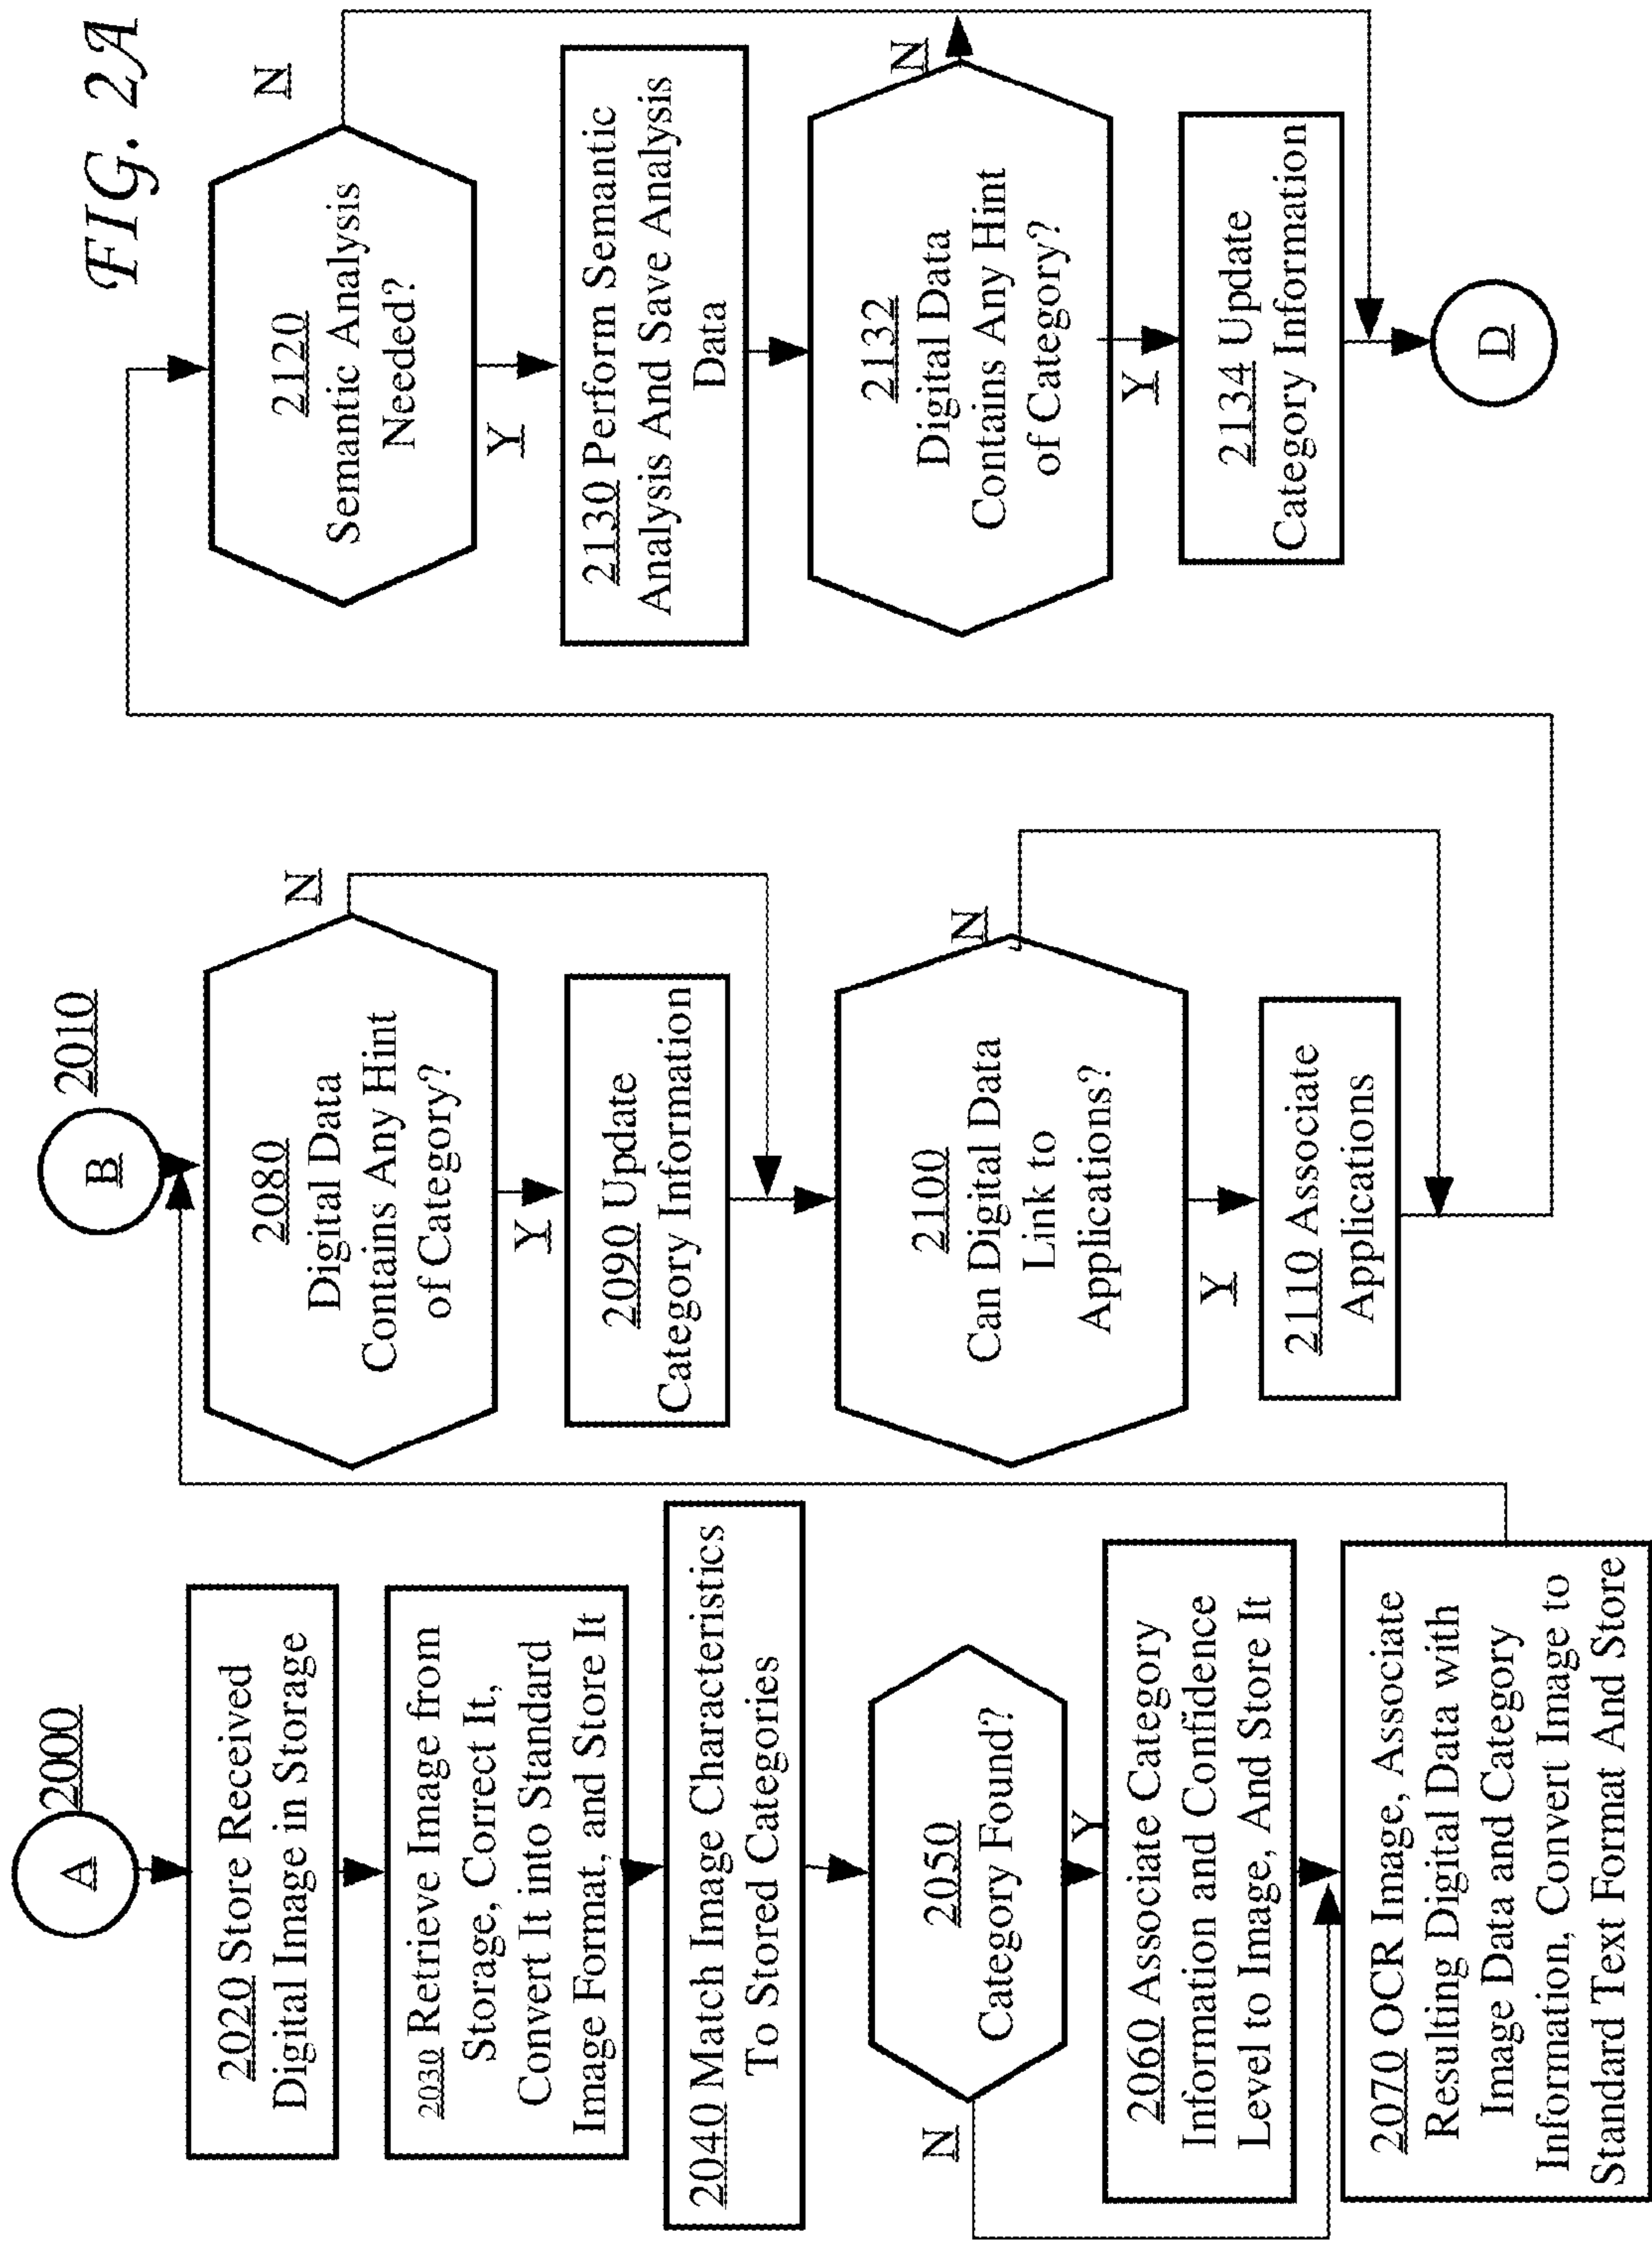 FIG. 2A
A 2000
2020 Store Received
Digital Image in Storage
2030 Retrieve Image from
Storage, Correct It,
Convert It into Standard
Image Format, and Store It
2040 Match Image Characteristics
To Stored Categories
2050
Category Found?
N
Y
2060 Associate Category
Information and Confidence
Level to Image, And Store It
2070 OCR Image, Associate
Resulting Digital Data with
Image Data and Category
Information, Convert Image to
Standard Text Format And Store
B 2010
2080
Digital Data
Contains Any Hint
of Category?
N
Y
2090 Update
Category Information
2100
Can Digital Data
Link to
Applications?
N
Y
2110 Associate
Applications
2120
Semantic Analysis
Needed?
N
Y
2130 Perform Semantic
Analysis And Save Analysis
Data
2132
Digital Data
Contains Any Hint
of Category?
N
Y
2134 Update
Category Information
D